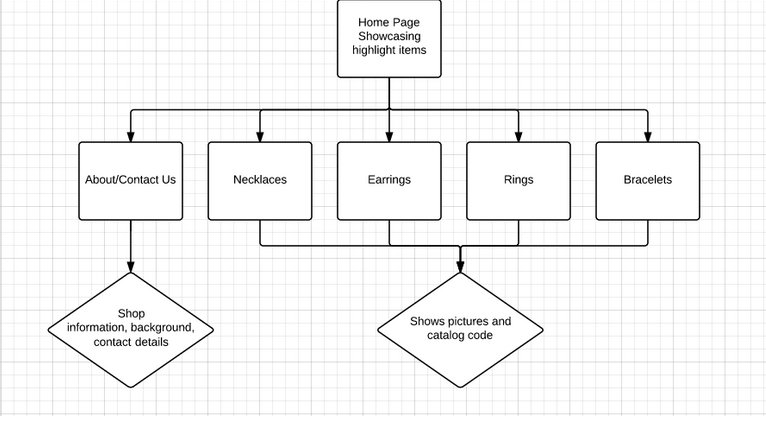 Home Page
Showcasing
highlight items
About/Contact Us
Necklaces
Earrings
Rings
Bracelets
Shop
information, background,
contact details
Shows pictures and
catalog code